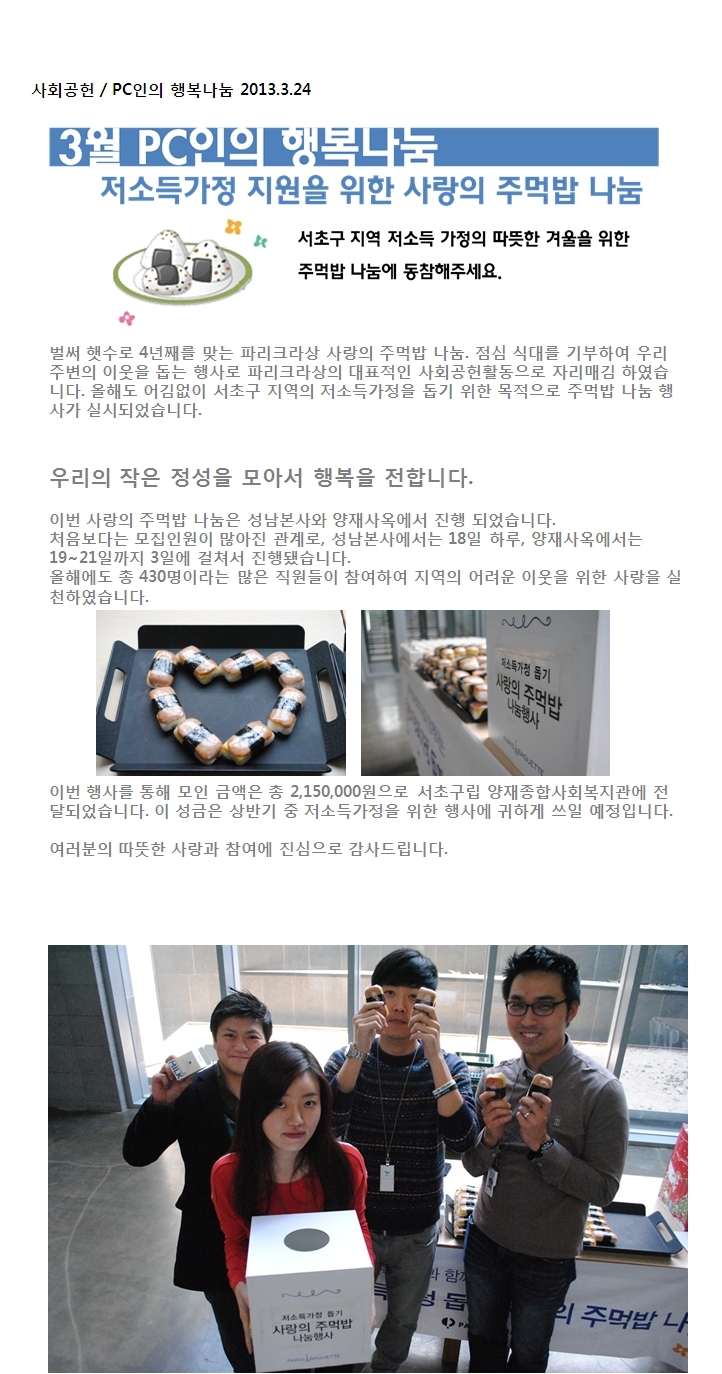 사회공헌 / PC인의 행복나눔 2013.3.24
3월 PC인의 행복나눔
저소득가정 지원을 위한 사랑의 주먹밥 나눔
서초구 지역 저소득 가정의 따뜻한 겨울을 위한
주먹밥 나눔에 동참해주세요.
벌써 햇수로 4년째를 맞는 파리크라상 사랑의 주먹밥 나눔. 점심 식대를 기부하여 우리
주변의 이웃을 돕는 행사로 파리크라상의 대표적인 사회공헌활동으로 자리매김 하였습
니다. 올해도 어김없이 서초구 지역의 저소득가정을 돕기 위한 목적으로 주먹밥 나눔 행
사가 실시되었습니다.
우리의 작은 정성을 모아서 행복을 전합니다.
이번 사랑의 주먹밥 나눔은 성남본사와 양재사옥에서 진행 되었습니다.
처음보다는 모집인원이 많아진 관계로, 성남본사에서는 18일 하루, 양재사옥에서는
19~21일까지 3일에 걸쳐서 진행됐습니다.
올해에도 총 430명이라는 많은 직원들이 참여하여 지역의 어려운 이웃을 위한 사랑을 실
천하였습니다.
저소득가정 돕기
사랑의 주먹밥
나눔행사
PARIS BAGUETTE
이번 행사를 통해 모인 금액은 총 2,150,000원으로 서초구립 양재종합사회복지관에 전
달되었습니다. 이 성금은 상반기 중 저소득가정을 위한 행사에 귀하게 쓰일 예정입니다.
여러분의 따뜻한 사랑과 참여에 진심으로 감사드립니다.
저소득가정 돕기
사랑의 주먹밥
나눔행사
PARIS BAGUETTE
과 함께
정 돕
의 주먹밥 나
PA